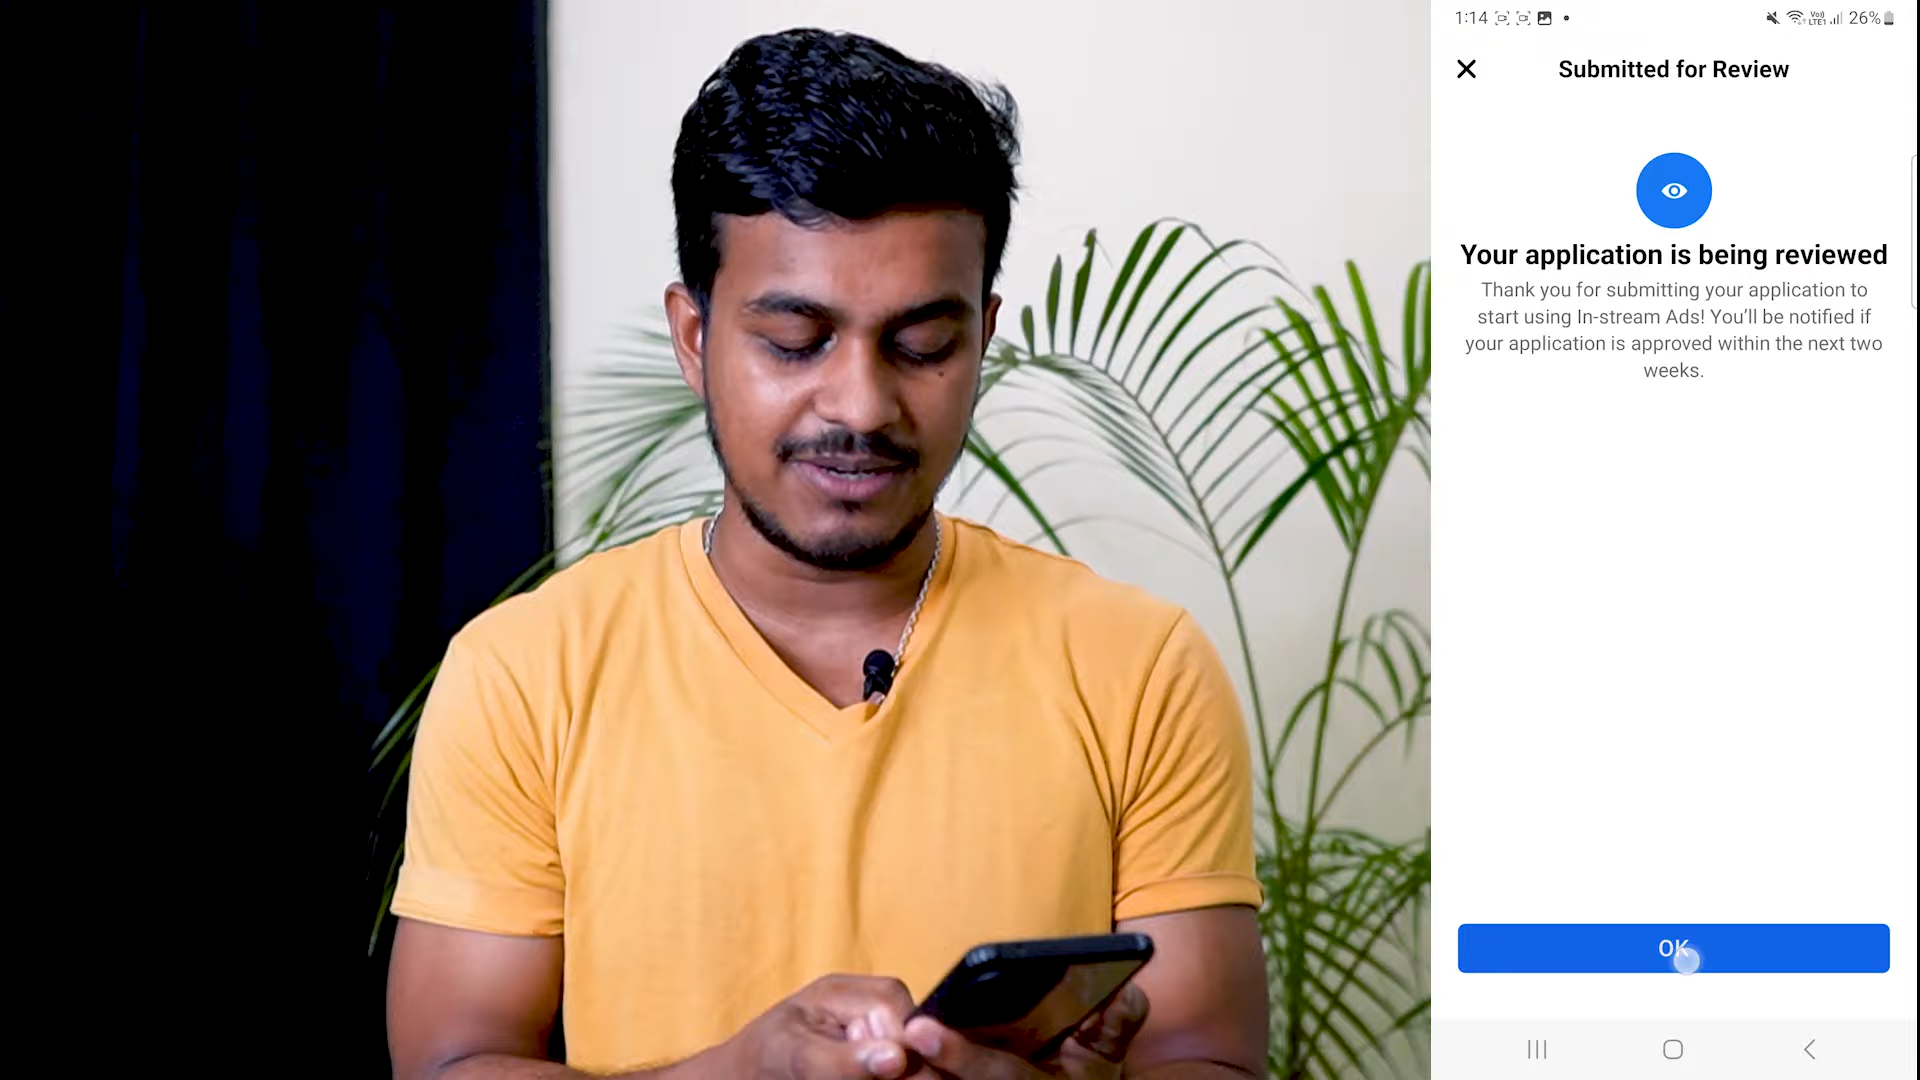 1:14 26%
Submitted for Review
Your application is being reviewed
Thank you for submitting your application to
start using In-stream Ads! You’ll be notified if
your application is approved within the next two
weeks.
OK